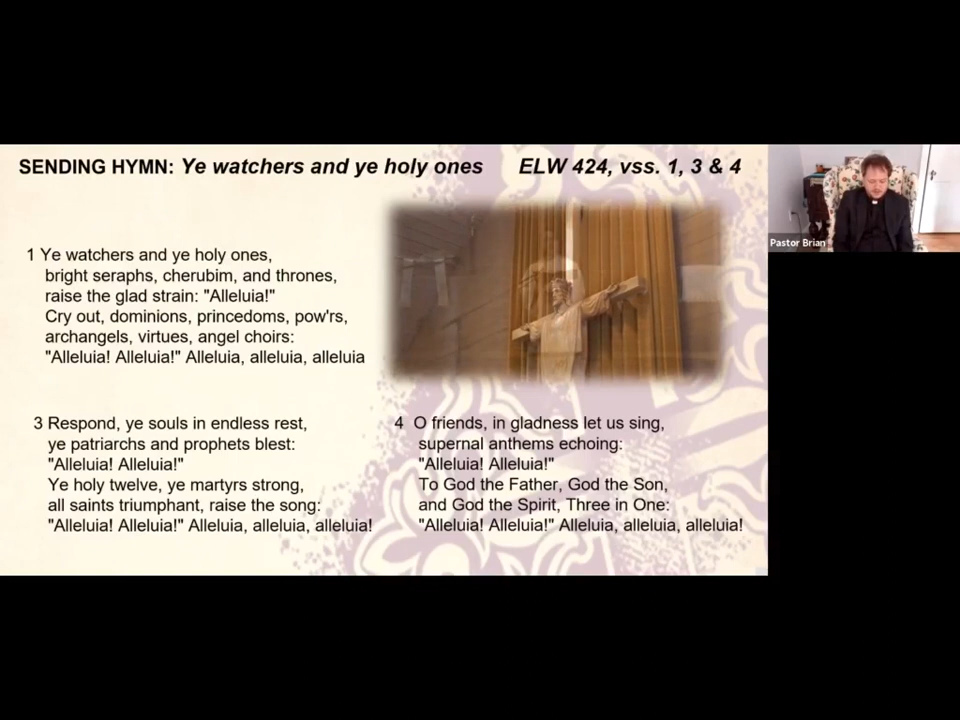 SENDING HYMN: Ye watchers and ye holy ones ELW 424, vss. 1, 3 & 4
1 Ye watchers and ye holy ones,
bright seraphs, cherubim, and thrones,
raise the glad strain: "Alleluia!"
Cry out, dominions, princedoms, pow'rs,
archangels, virtues, angel choirs:
"Alleluia! Alleluia!" Alleluia, alleluia, alleluia
3 Respond, ye souls in endless rest,
ye patriarchs and prophets blest:
"Alleluia! Alleluia!"
Ye holy twelve, ye martyrs strong,
all saints triumphant, raise the song:
"Alleluia! Alleluia!" Alleluia, alleluia, alleluia!
4 O friends, in gladness let us sing,
supernal anthems echoing:
"Alleluia! Alleluia!"
To God the Father, God the Son,
and God the Spirit, Three in One:
"Alleluia! Alleluia!" Alleluia, alleluia, alleluia!
Pastor Brian